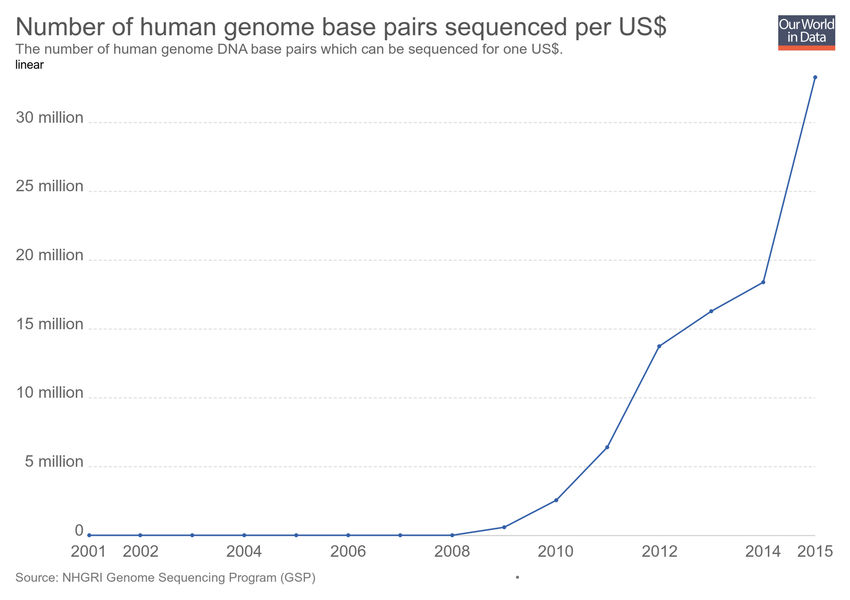 Number of human genome base pairs sequenced per US$
The number of human genome DNA base pairs which can be sequenced for one US$.
linear
Our World
in Data
30 million
25 million
20 million
15 million
10 million
5 million
0
2001 2002 2004 2006 2008 2010 2012 2014 2015
Source: NHGRI Genome Sequencing Program (GSP)